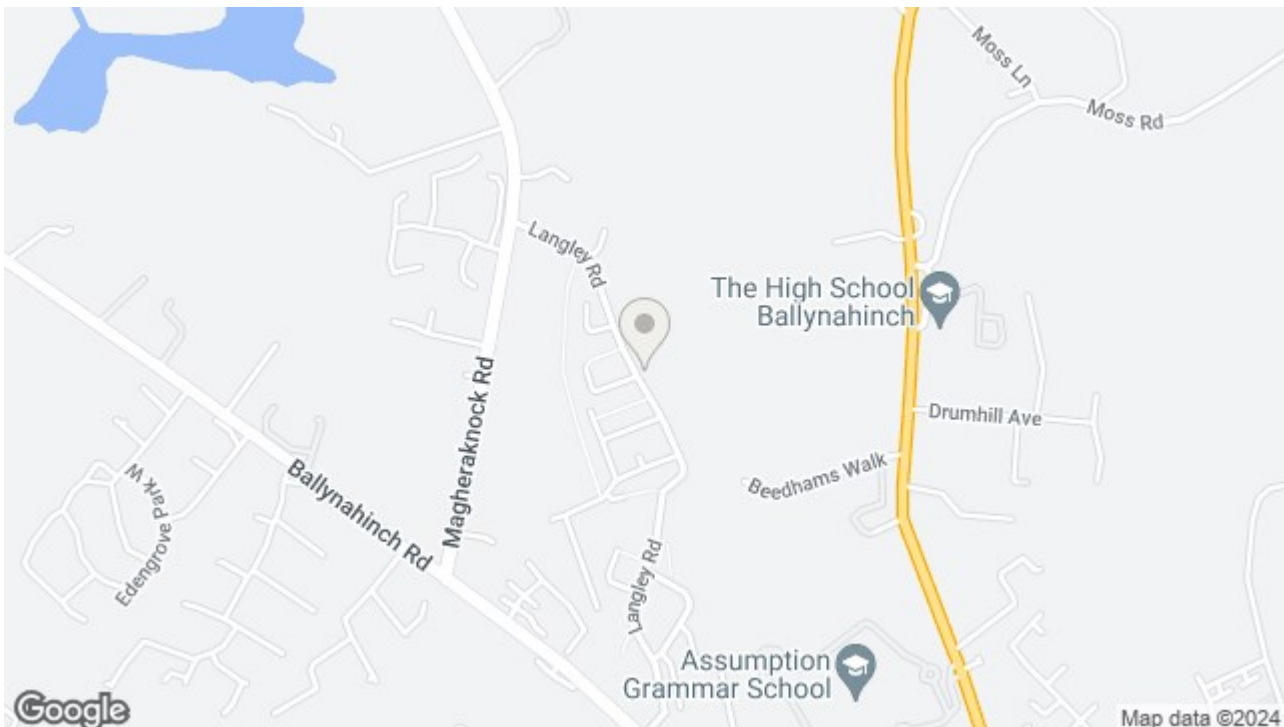 Moss Ln
Moss Rd
Langley Rd
The High School
Ballynahinch
Magheraknock Rd
Drumhill Ave
Beedhams Walk
Ballynahinch Rd
Edengrove Park W
Langley Rd
Assumption
Grammar School
Google
Map data ©2024